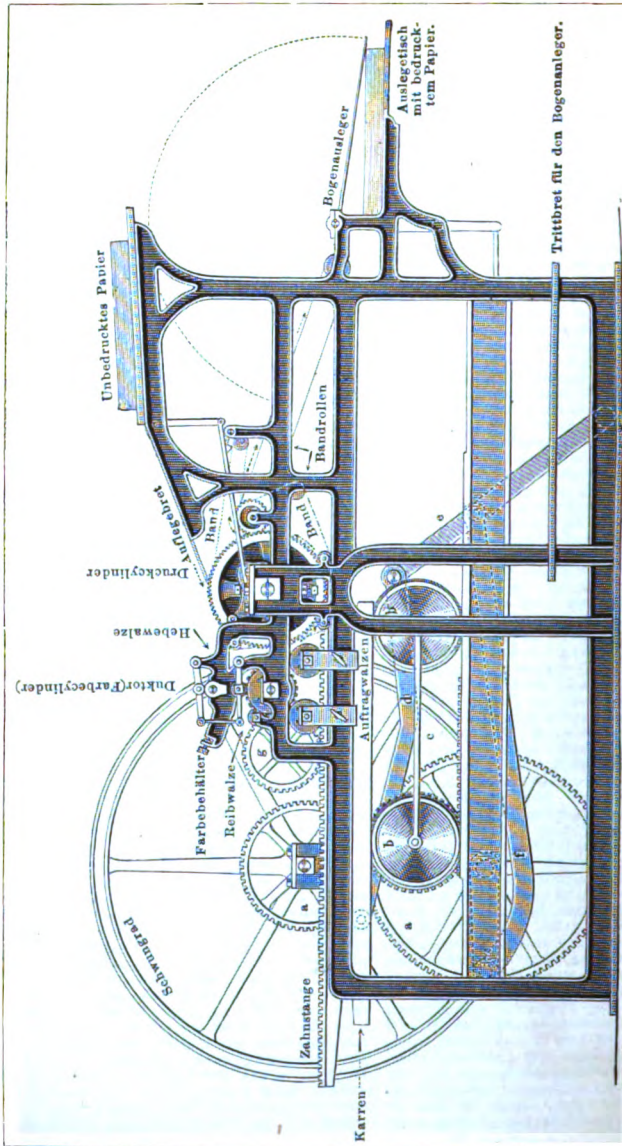 Unbedrucktes Papier
Auflegebret
Band
Druckcylinder
Hebewalze
Duktor(Farbecylinder)
Farbebehälter
Reibwalze
Schwungrad
Zahnstange
Karren
Auftragwalzen
Band
Bandrollen
Bogenausleger
Auslegetisch
mit bedruck-
tem Papier.
Trittbret für den Bogenanleger.
a
g
a
b
b
c
d
e
f